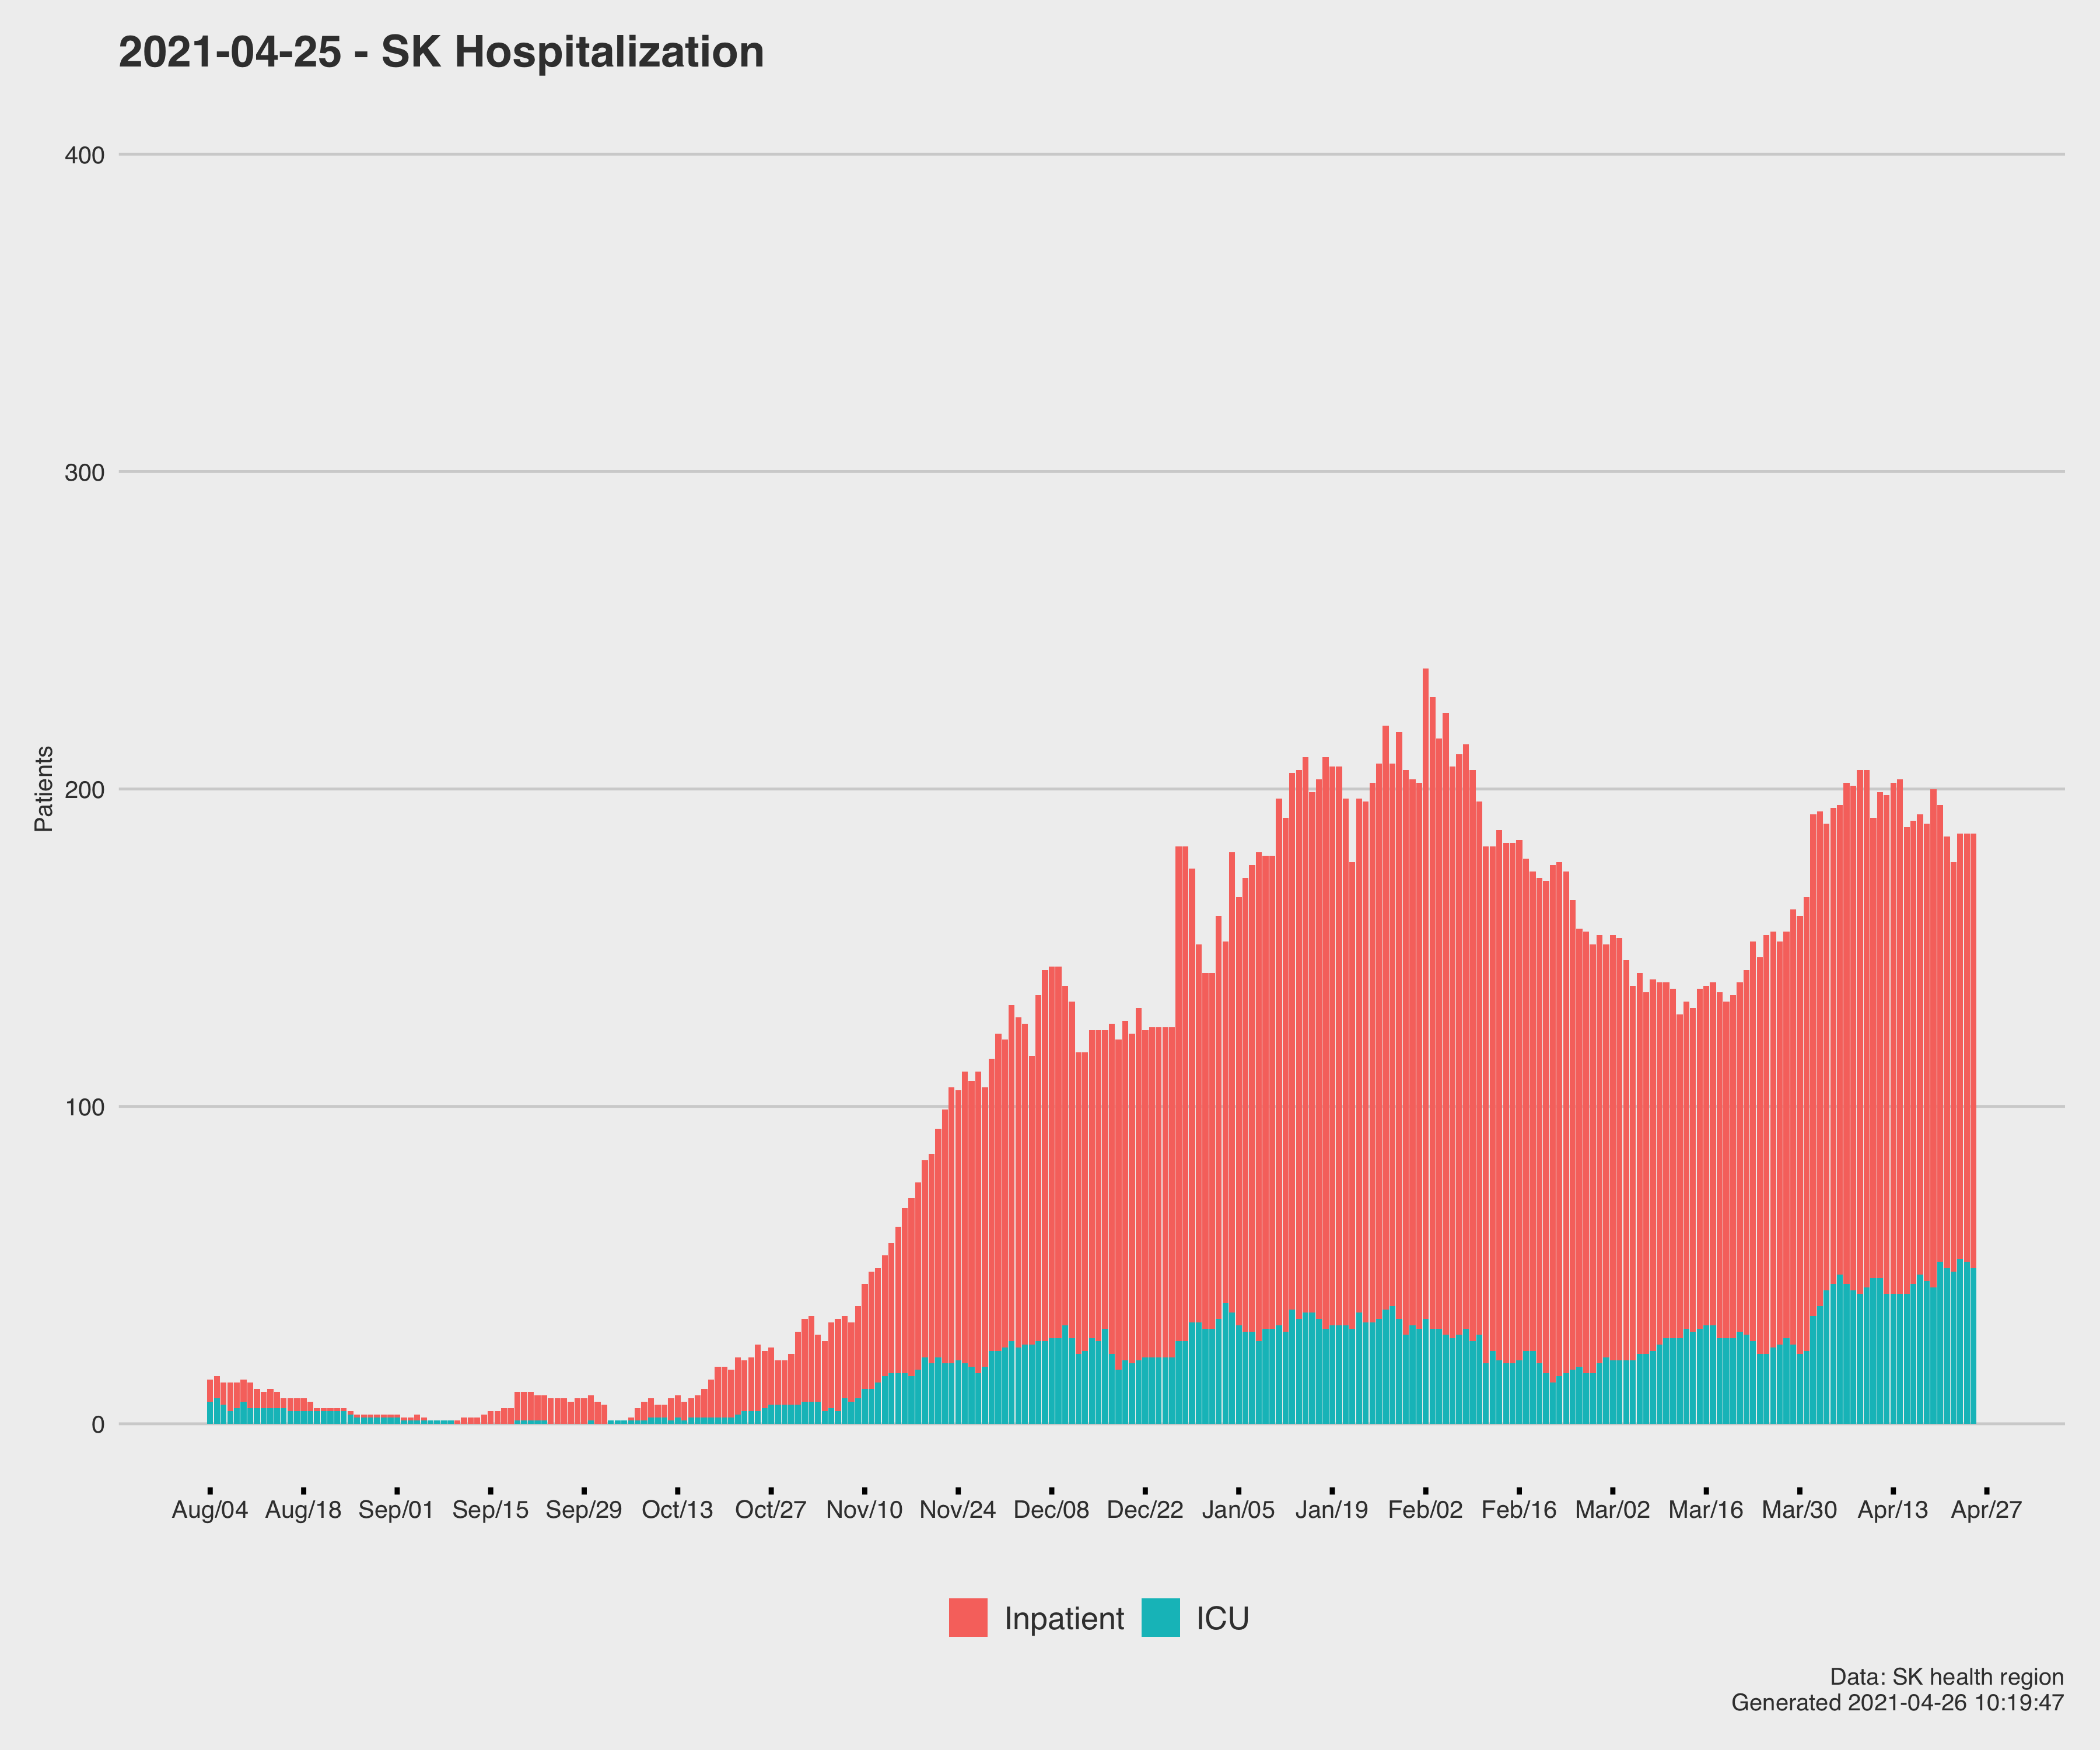 2021-04-25 - SK Hospitalization
400
300
200
100
0
Patients
Aug/04 Aug/18 Sep/01 Sep/15 Sep/29 Oct/13 Oct/27 Nov/10 Nov/24 Dec/08 Dec/22 Jan/05 Jan/19 Feb/02 Feb/16 Mar/02 Mar/16 Mar/30 Apr/13 Apr/27
Inpatient ICU
Data: SK health region
Generated 2021-04-26 10:19:47